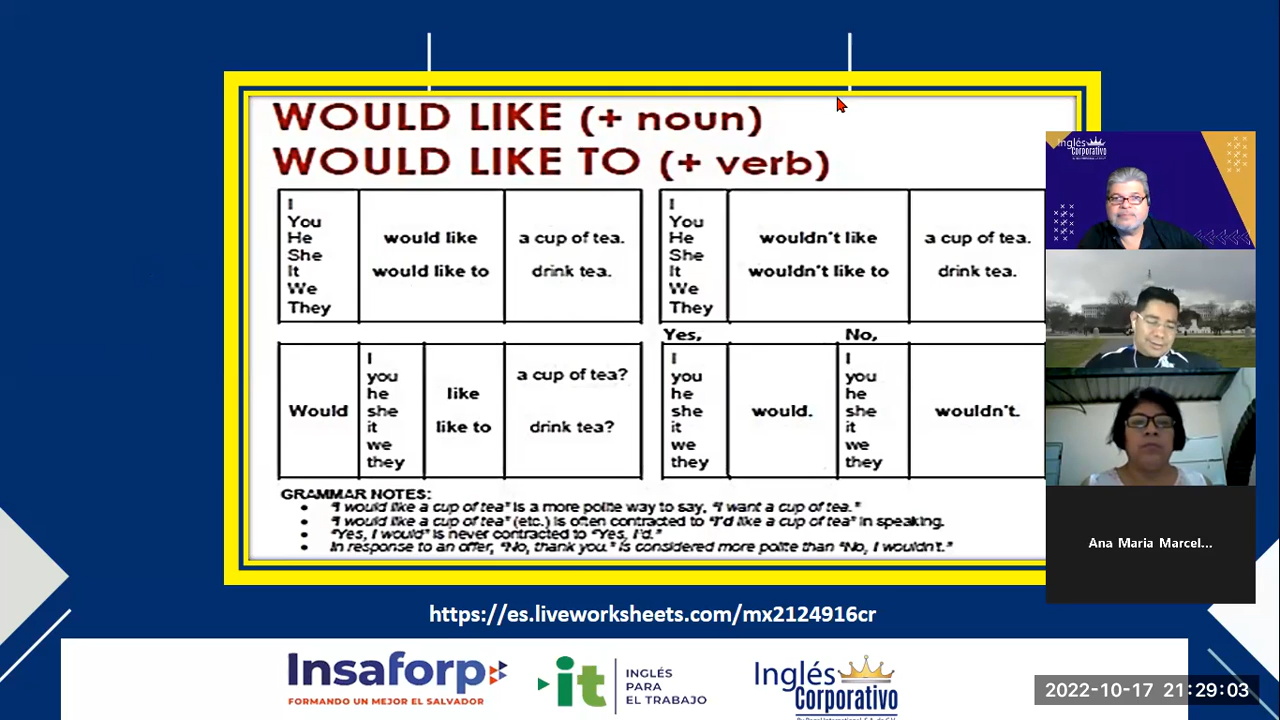 WOULD LIKE (+ noun)
WOULD LIKE TO (+ verb)
I
You
He
She
It
We
They
would like
would like to
a cup of tea.
drink tea.
I
You
He
She
It
We
They
wouldn't like
wouldn't like to
a cup of tea.
drink tea.
Would
I
you
he
she
it
we
they
like
like to
a cup of tea?
drink tea?
Yes,
I
you
he
she
it
we
they
would.
No,
I
you
he
she
it
we
they
wouldn't.
GRAMMAR NOTES:
• "I would like a cup of tea" is a more polite way to say, "I want a cup of tea."
• "I would like a cup of tea" (etc.) is often contracted to "I'd like a cup of tea" in speaking.
• "Yes, I would" is never contracted to "Yes, I'd."
• In response to an offer, "No, thank you." is considered more polite than "No, I wouldn't."
https://es.liveworksheets.com/mx2124916cr
Inglés
Corporativo
Ana Maria Marcel...
Insaforp
FORMANDO UN MEJOR EL SALVADOR
it
INGLÉS
PARA
EL TRABAJO
Inglés
Corporativo
2022-10-17 21:29:03